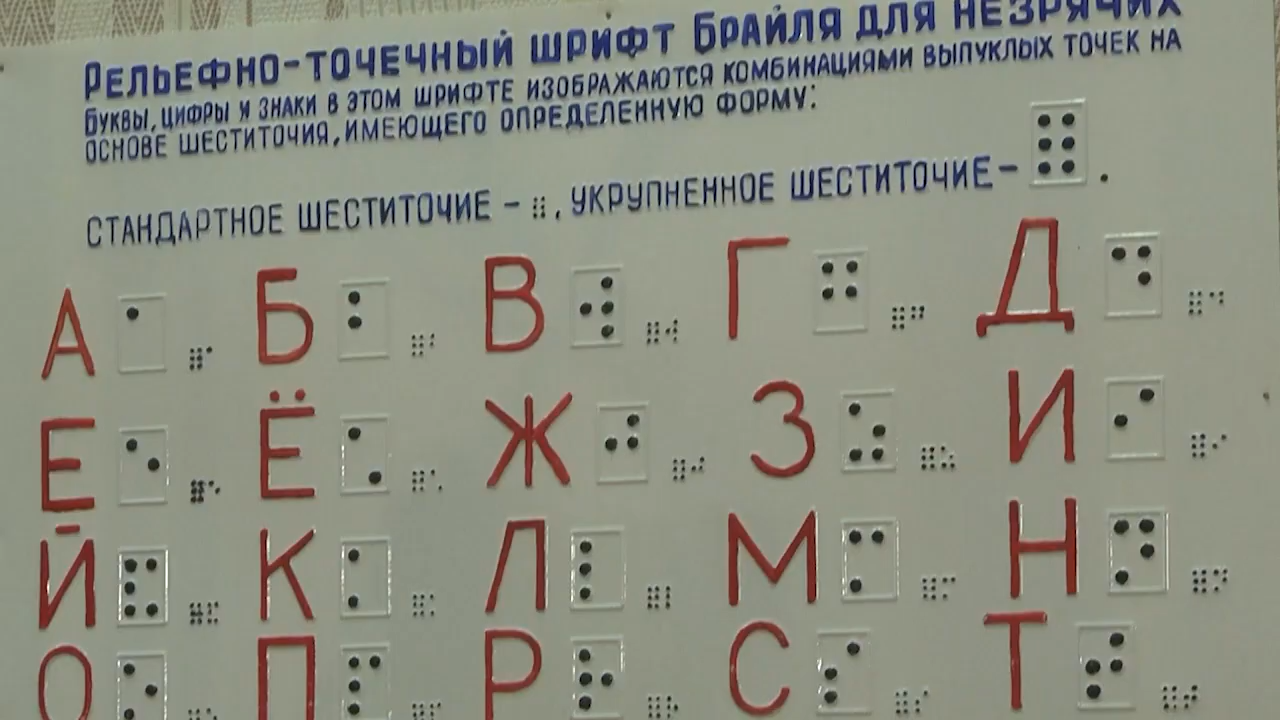 РЕЛЬЕФНО-ТОЧЕЧНЫЙ ШРИФТ БРАЙЛЯ ДЛЯ НЕЗРЯЧИХ
БУКВЫ, ЦИФРЫ И ЗНАКИ В ЭТОМ ШРИФТЕ ИЗОБРАЖАЮТСЯ КОМБИНАЦИЯМИ ВЫПУКЛЫХ ТОЧЕК НА
ОСНОВЕ ШЕСТИТОЧИЯ, ИМЕЮЩЕГО ОПРЕДЕЛЕННУЮ ФОРМУ:
СТАНДАРТНОЕ ШЕСТИТОЧИЕ - ⠿, УКРУПНЕННОЕ ШЕСТИТОЧИЕ - ⠿.
А ⠁ ⠿⠁ Б ⠃ ⠿⠃ В ⠺ ⠿⠺ Г ⠛ ⠿⠛ Д ⠙ ⠿⠙
Е ⠑ ⠿⠑ Ё ⠡ ⠿⠡ Ж ⠚ ⠿⠚ З ⠵ ⠿⠵ И ⠊ ⠿⠊
Й ⠯ ⠿⠯ К ⠅ ⠿⠅ Л ⠇ ⠿⠇ М ⠍ ⠿⠍ Н ⠝ ⠿⠝
О ⠕ П ⠏ Р ⠗ ⠿⠗ С ⠎ ⠿⠎ Т ⠞ ⠿⠞